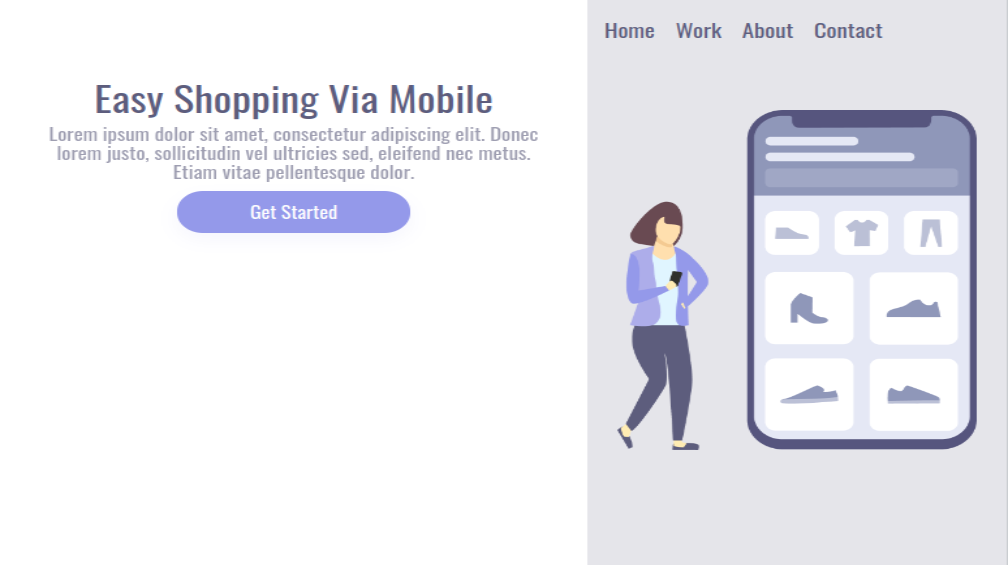 Home Work About Contact
Easy Shopping Via Mobile
Lorem ipsum dolor sit amet, consectetur adipiscing elit. Donec
lorem justo, sollicitudin vel ultricies sed, eleifend nec metus.
Etiam vitae pellentesque dolor.
Get Started